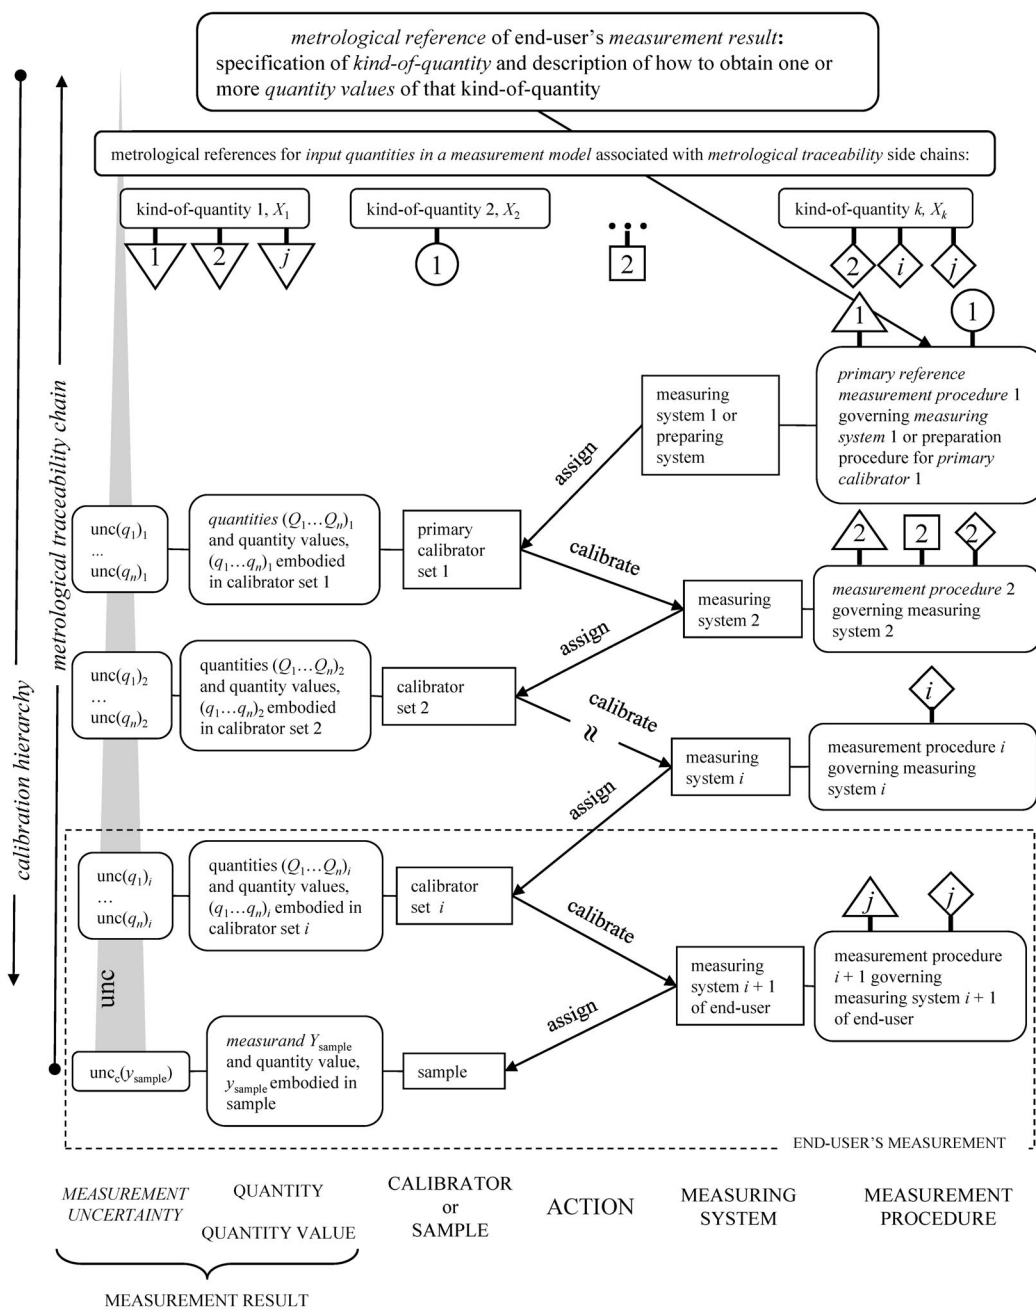 metrological reference of end-user's measurement result:
specification of kind-of-quantity and description of how to obtain one or
more quantity values of that kind-of-quantity
metrological references for input quantities in a measurement model associated with metrological traceability side chains:
kind-of-quantity 1, X₁
kind-of-quantity 2, X₂
...
kind-of-quantity k, Xₖ
1
2
j
1
2
2
i
j
1
1
calibration hierarchy
metrological traceability chain
primary reference
measurement procedure 1
governing measuring
system 1 or preparation
procedure for primary
calibrator 1
measuring
system 1 or
preparing
system
assign
unc(q₁)₁
...
unc(qₙ)₁
quantities (Q₁…Qₙ)₁
and quantity values,
(q₁…qₙ)₁ embodied
in calibrator set 1
primary
calibrator
set 1
calibrate
2
2
2
measuring
system 2
measurement procedure 2
governing measuring
system 2
assign
unc(q₁)₂
...
unc(qₙ)₂
quantities (Q₁…Qₙ)₂
and quantity values,
(q₁…qₙ)₂ embodied
in calibrator set 2
calibrator
set 2
calibrate
≈
i
measuring
system i
measurement procedure i
governing measuring
system i
assign
unc(q₁)ᵢ
...
unc(qₙ)ᵢ
quantities (Q₁…Qₙ)ᵢ
and quantity values,
(q₁…qₙ)ᵢ embodied in
calibrator set i
calibrator
set i
calibrate
j
j
measuring
system i + 1
of end-user
measurement procedure
i + 1 governing
measuring system i + 1
of end-user
unc
assign
unc_c(y_sample)
measurand Y_sample
and quantity value,
y_sample embodied in
sample
sample
END-USER'S MEASUREMENT
MEASUREMENT
UNCERTAINTY
QUANTITY
QUANTITY VALUE
CALIBRATOR
or
SAMPLE
ACTION
MEASURING
SYSTEM
MEASUREMENT
PROCEDURE
MEASUREMENT RESULT